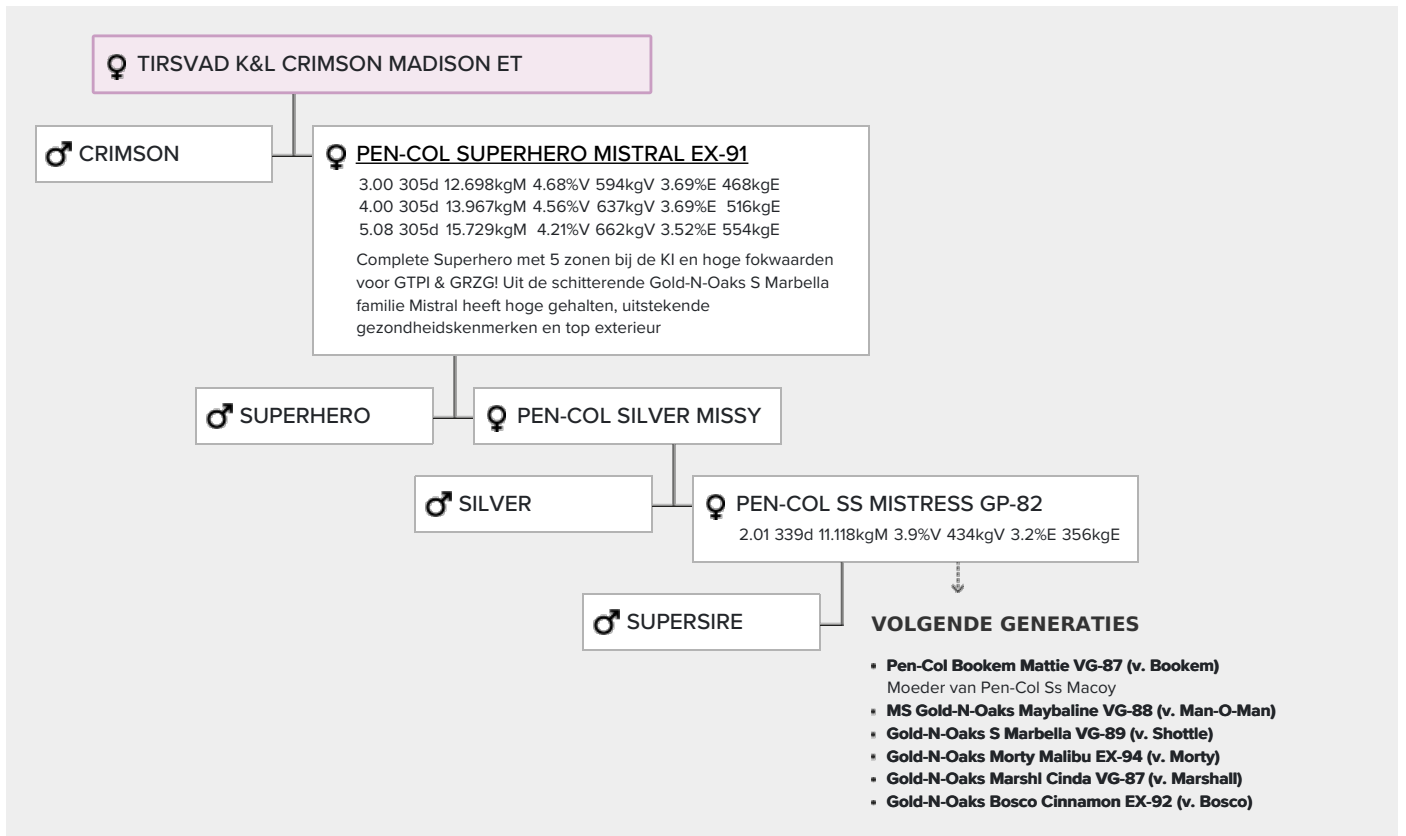 TIRSVAD K&L CRIMSON MADISON ET
CRIMSON
PEN-COL SUPERHERO MISTRAL EX-91
3.00 305d 12.698kgM 4.68%V 594kgV 3.69%E 468kgE
4.00 305d 13.967kgM 4.56%V 637kgV 3.69%E 516kgE
5.08 305d 15.729kgM 4.21%V 662kgV 3.52%E 554kgE
Complete Superhero met 5 zonen bij de KI en hoge fokwaarden
voor GTPI & GRZG! Uit de schitterende Gold-N-Oaks S Marbella
familie Mistral heeft hoge gehalten, uitstekende
gezondheidskenmerken en top exterieur
SUPERHERO
PEN-COL SILVER MISSY
SILVER
PEN-COL SS MISTRESS GP-82
2.01 339d 11.118kgM 3.9%V 434kgV 3.2%E 356kgE
SUPERSIRE
VOLGENDE GENERATIES
Pen-Col Bookem Mattie VG-87 (v. Bookem)
Moeder van Pen-Col Ss Macoy
MS Gold-N-Oaks Maybaline VG-88 (v. Man-O-Man)
Gold-N-Oaks S Marbella VG-89 (v. Shottle)
Gold-N-Oaks Morty Malibu EX-94 (v. Morty)
Gold-N-Oaks Marshl Cinda VG-87 (v. Marshall)
Gold-N-Oaks Bosco Cinnamon EX-92 (v. Bosco)